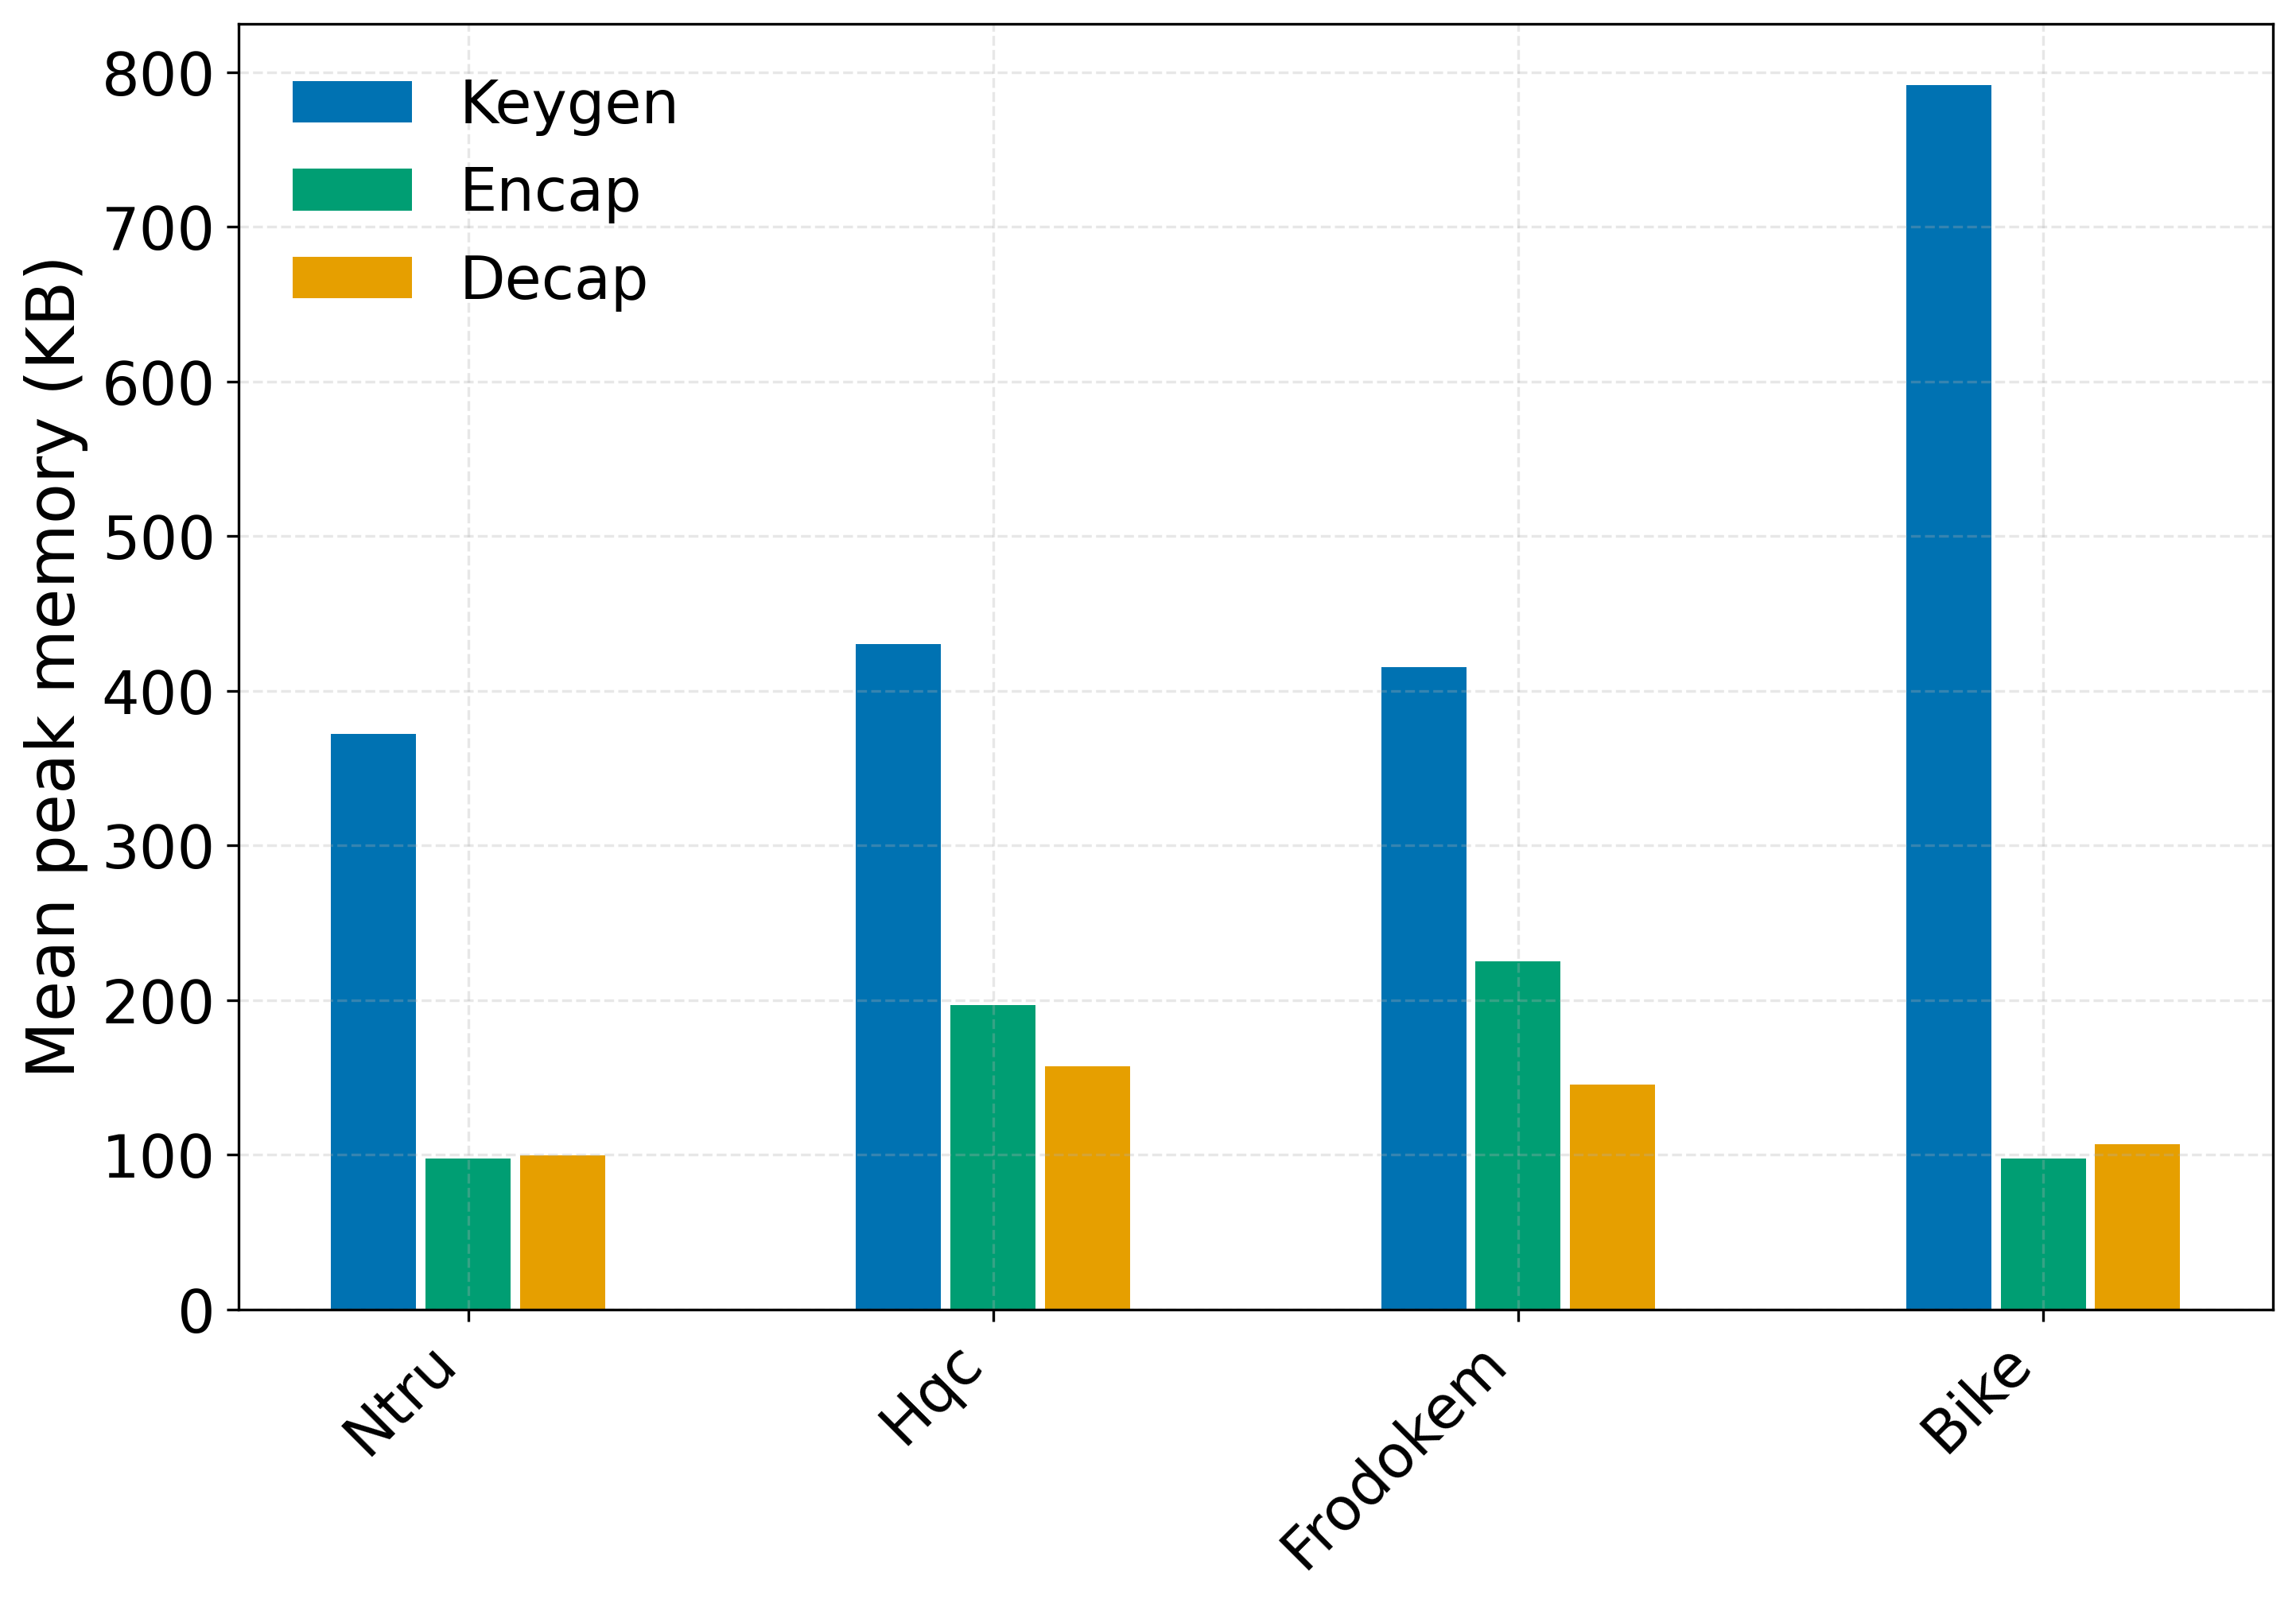 Mean peak memory (KB)
800
700
600
500
400
300
200
100
0
Keygen
Encap
Decap
Ntru
Hqc
Frodokem
Bike